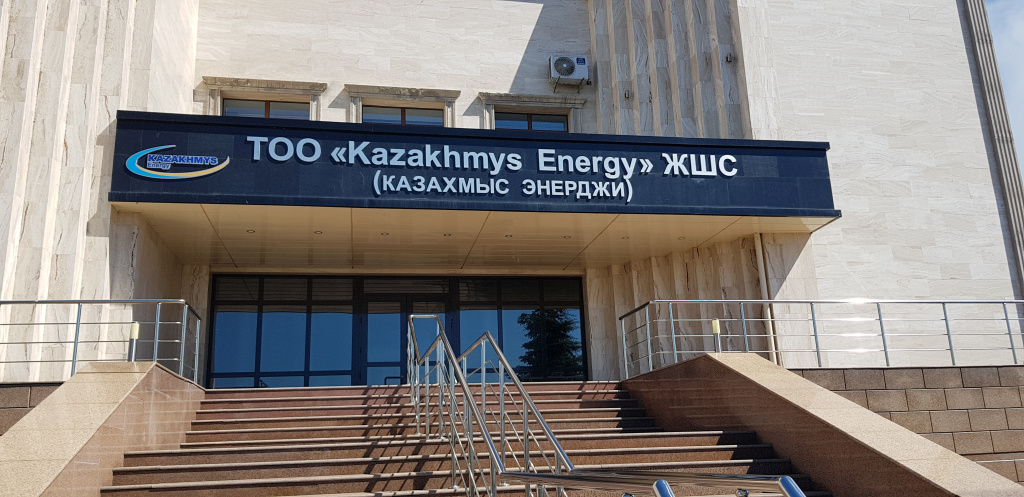 KAZAKHMYS
Energy
ТОО «Kazakhmys Energy» ЖШС
(КАЗАХМЫС ЭНЕРДЖИ)